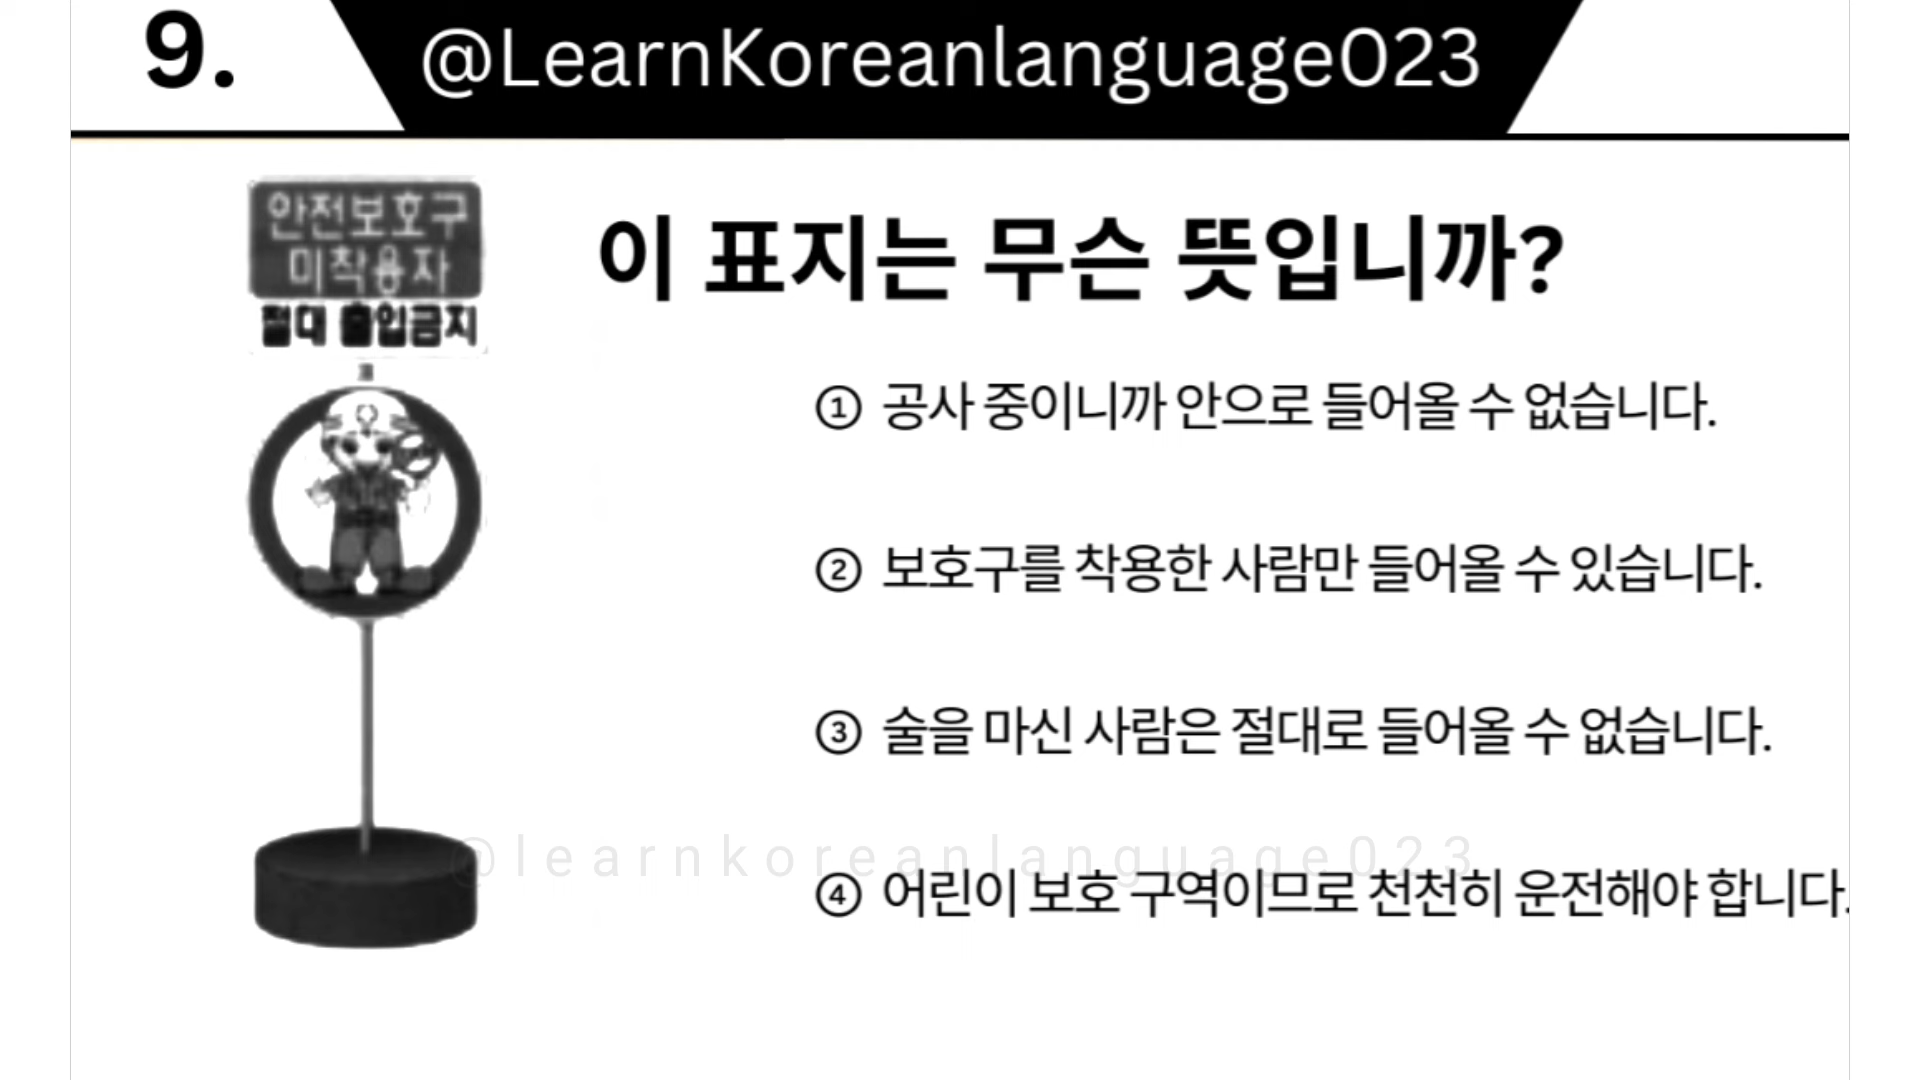 9.
@LearnKoreanlanguage023
안전보호구
미착용자
절대 출입금지
이 표지는 무슨 뜻입니까?
① 공사 중이니까 안으로 들어올 수 없습니다.
② 보호구를 착용한 사람만 들어올 수 있습니다.
③ 술을 마신 사람은 절대로 들어올 수 없습니다.
@learnkoreanlanguage023
④ 어린이 보호 구역이므로 천천히 운전해야 합니다.